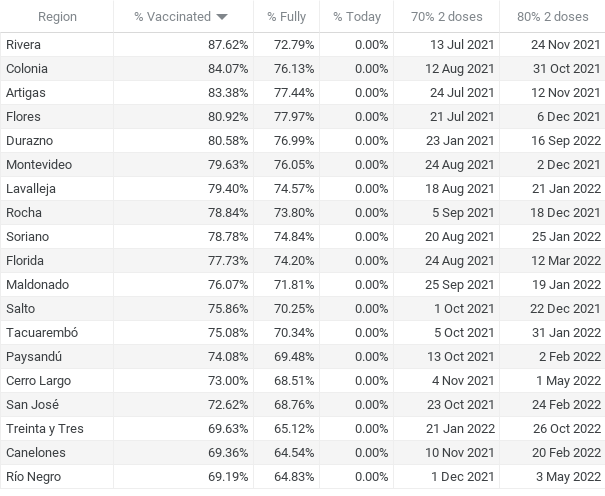 Region % Vaccinated % Fully % Today 70% 2 doses 80% 2 doses
Rivera 87.62% 72.79% 0.00% 13 Jul 2021 24 Nov 2021
Colonia 84.07% 76.13% 0.00% 12 Aug 2021 31 Oct 2021
Artigas 83.38% 77.44% 0.00% 24 Jul 2021 12 Nov 2021
Flores 80.92% 77.97% 0.00% 21 Jul 2021 6 Dec 2021
Durazno 80.58% 76.99% 0.00% 23 Jan 2021 16 Sep 2022
Montevideo 79.63% 76.05% 0.00% 24 Aug 2021 2 Dec 2021
Lavalleja 79.40% 74.57% 0.00% 18 Aug 2021 21 Jan 2022
Rocha 78.84% 73.80% 0.00% 5 Sep 2021 18 Dec 2021
Soriano 78.78% 74.84% 0.00% 20 Aug 2021 25 Jan 2022
Florida 77.73% 74.20% 0.00% 24 Aug 2021 12 Mar 2022
Maldonado 76.07% 71.81% 0.00% 25 Sep 2021 19 Jan 2022
Salto 75.86% 70.25% 0.00% 1 Oct 2021 22 Dec 2021
Tacuarembó 75.08% 70.34% 0.00% 5 Oct 2021 31 Jan 2022
Paysandú 74.08% 69.48% 0.00% 13 Oct 2021 2 Feb 2022
Cerro Largo 73.00% 68.51% 0.00% 4 Nov 2021 1 May 2022
San José 72.62% 68.76% 0.00% 23 Oct 2021 24 Feb 2022
Treinta y Tres 69.63% 65.12% 0.00% 21 Jan 2022 26 Oct 2022
Canelones 69.36% 64.54% 0.00% 10 Nov 2021 20 Feb 2022
Río Negro 69.19% 64.83% 0.00% 1 Dec 2021 3 May 2022